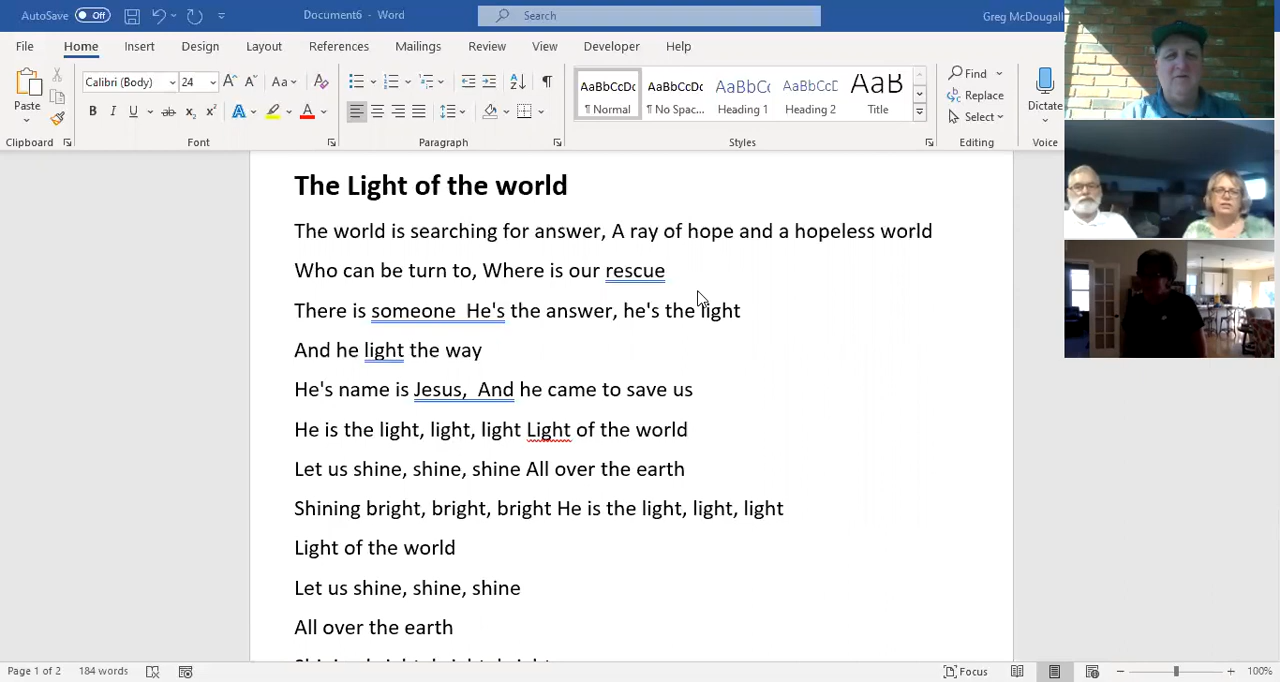 AutoSave Off Document6 - Word Search Greg McDougall
File Home Insert Design Layout References Mailings Review View Developer Help
Paste Calibri (Body) 24 A A Aa A
B I U ab x₂ x² A A
AaBbCcDc AaBbCcDc AaBbCc AaBbCcD AaB
¶ Normal ¶ No Spac... Heading 1 Heading 2 Title
Find
Replace
Select
Dictate
Clipboard Font Paragraph Styles Editing Voice
The Light of the world
The world is searching for answer, A ray of hope and a hopeless world
Who can be turn to, Where is our rescue
There is someone  He's the answer, he's the light
And he light the way
He's name is Jesus,  And he came to save us
He is the light, light, light Light of the world
Let us shine, shine, shine All over the earth
Shining bright, bright, bright He is the light, light, light
Light of the world
Let us shine, shine, shine
All over the earth
Page 1 of 2 184 words Focus 100%